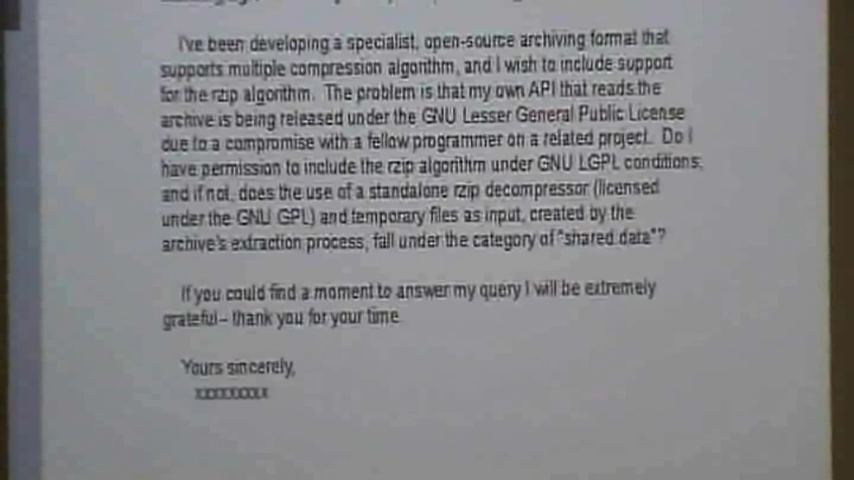 I've been developing a specialist, open-source archiving format that
supports multiple compression algorithm, and I wish to include support
for the rzip algorithm. The problem is that my own API that reads the
archive is being released under the GNU Lesser General Public License
due to a compromise with a fellow programmer on a related project. Do I
have permission to include the rzip algorithm under GNU LGPL conditions,
and if not, does the use of a standalone rzip decompressor (licensed
under the GNU GPL) and temporary files as input, created by the
archive's extraction process, fall under the category of "shared data"?
If you could find a moment to answer my query I will be extremely
grateful – thank you for your time.
Yours sincerely,